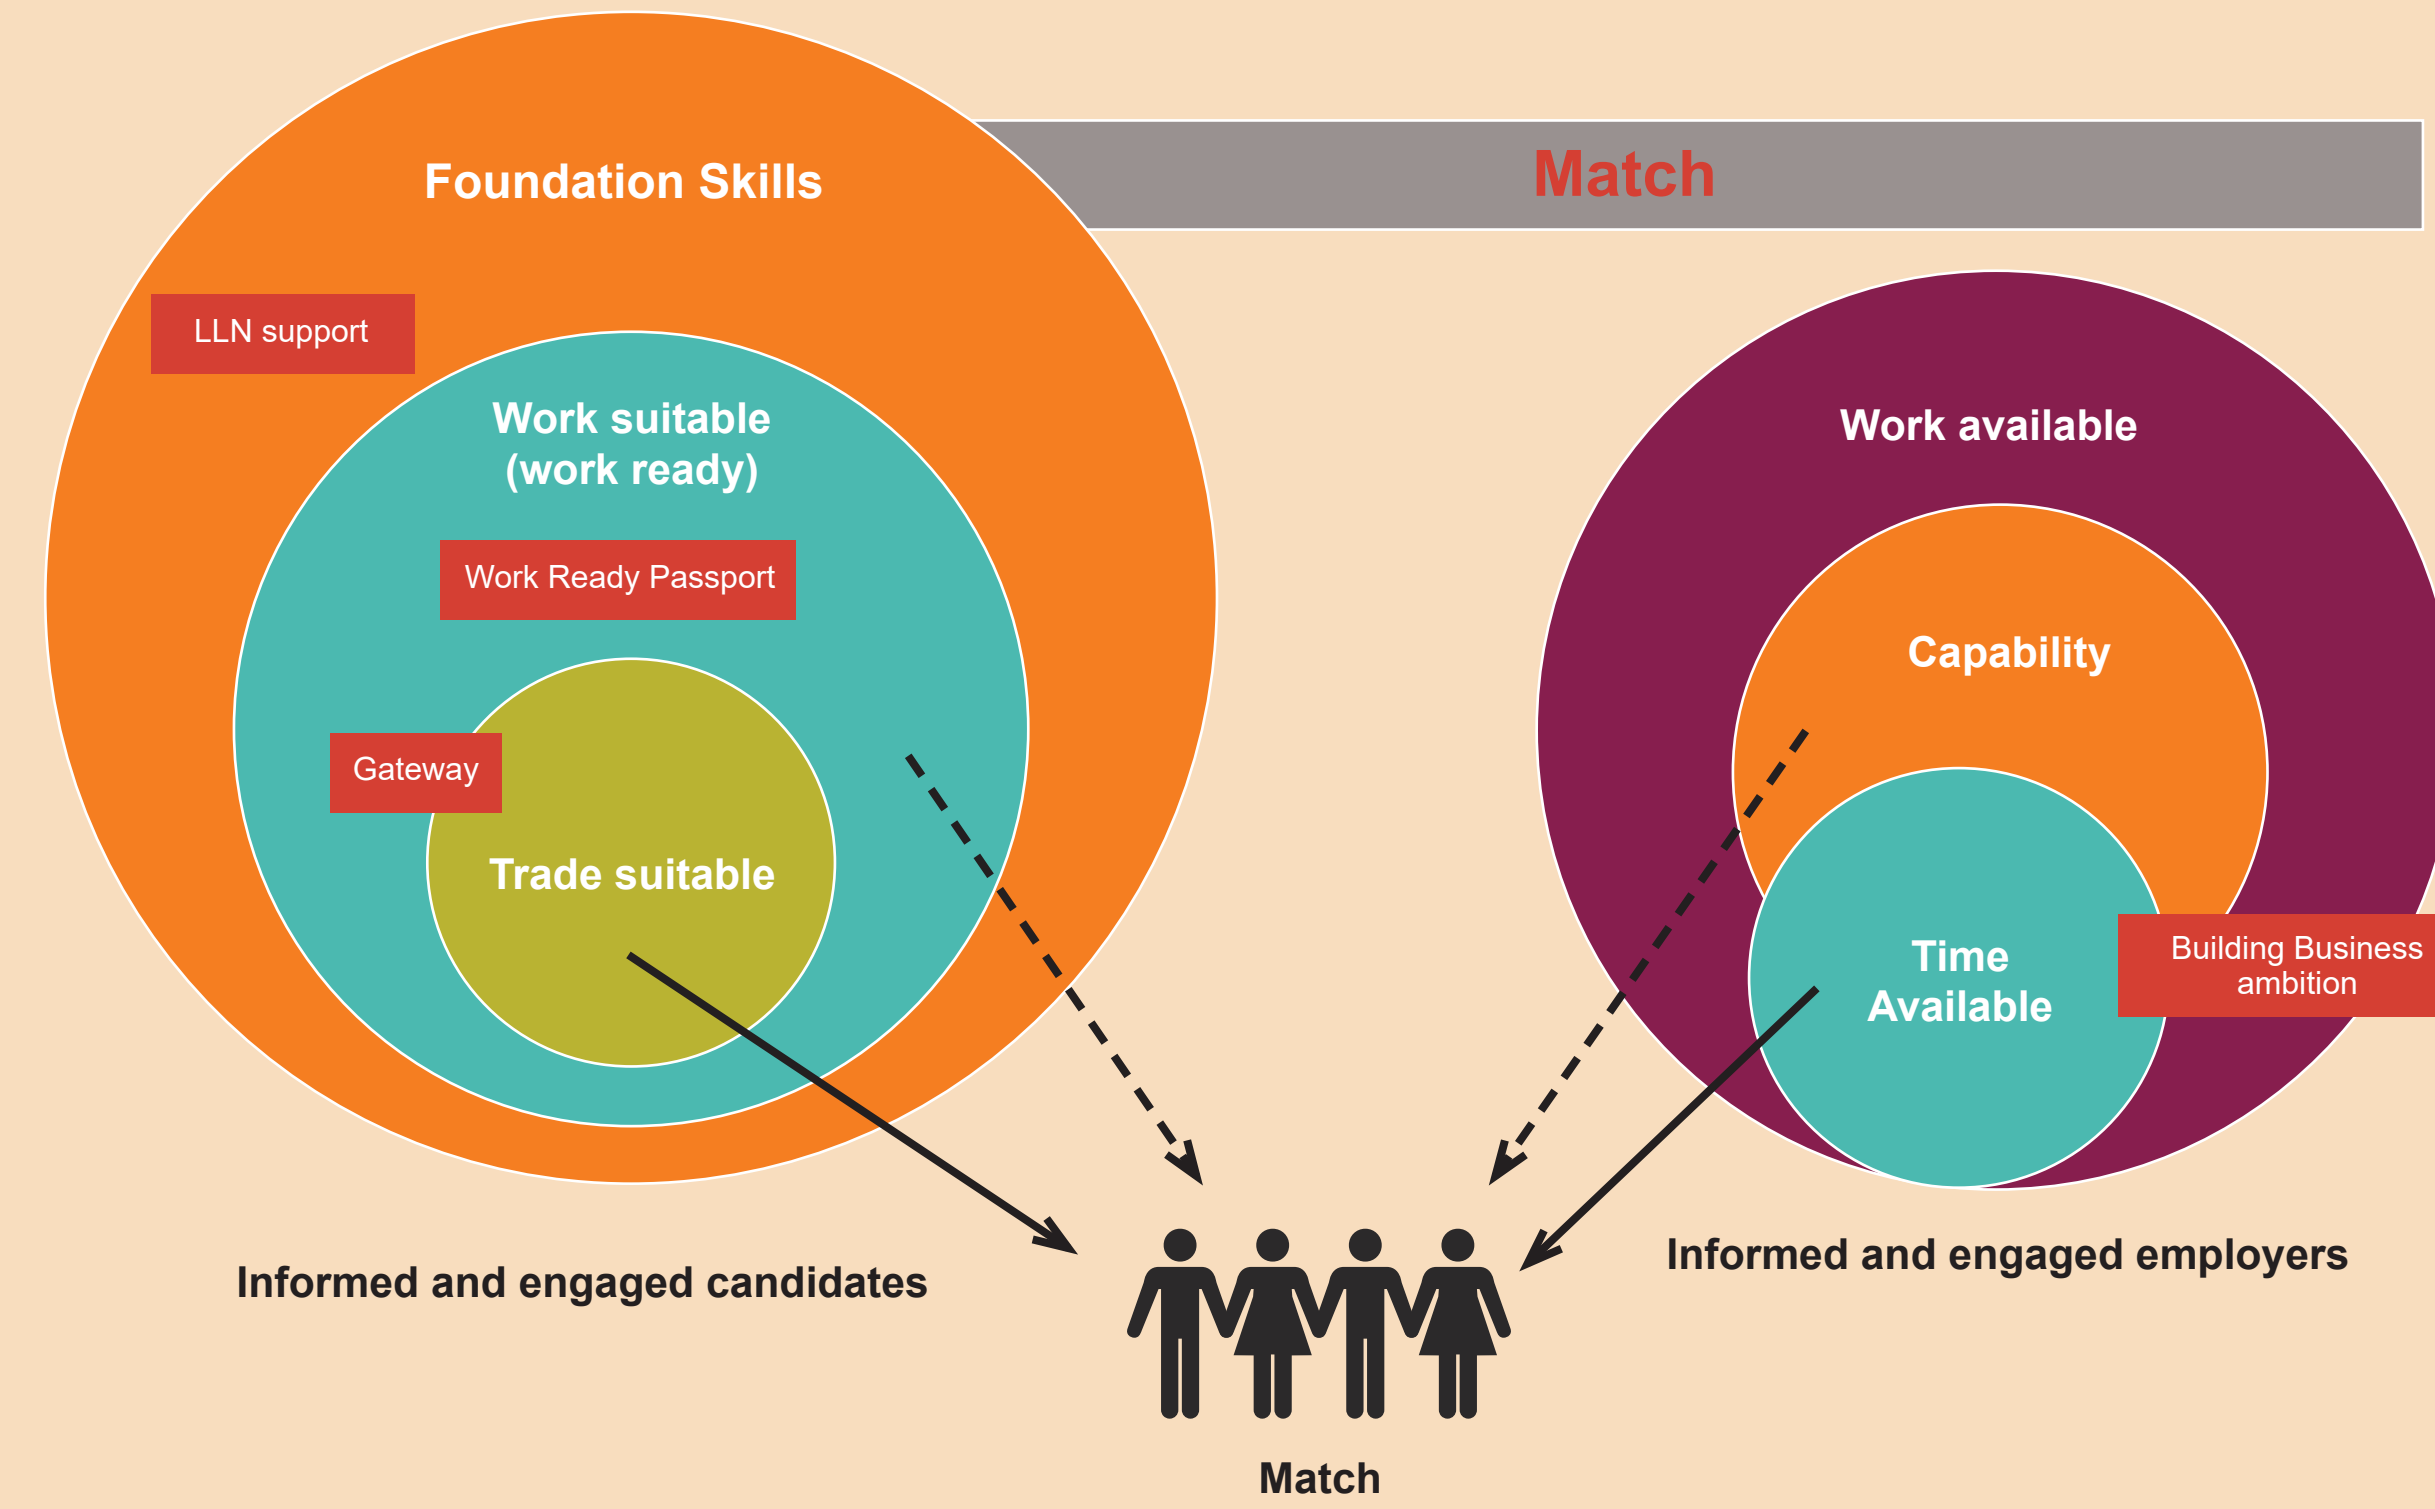 Foundation Skills
Match
LLN support
Work suitable
(work ready)
Work Ready Passport
Gateway
Trade suitable
Work available
Capability
Time
Available
Building Business
ambition
Informed and engaged candidates
Informed and engaged employers
Match